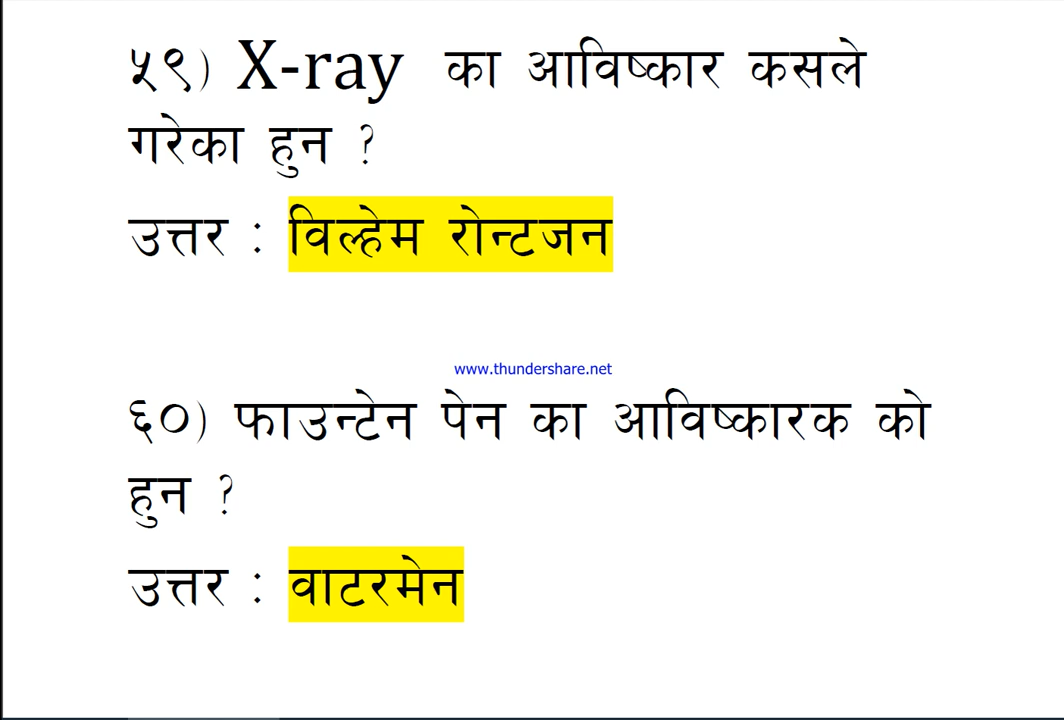 ५९) X-ray का आविष्कार कसले
गरेका हुन ?
उत्तर : विल्हेम रोन्टजन
www.thundershare.net
६०) फाउन्टेन पेन का आविष्कारक को
हुन ?
उत्तर : वाटरमेन